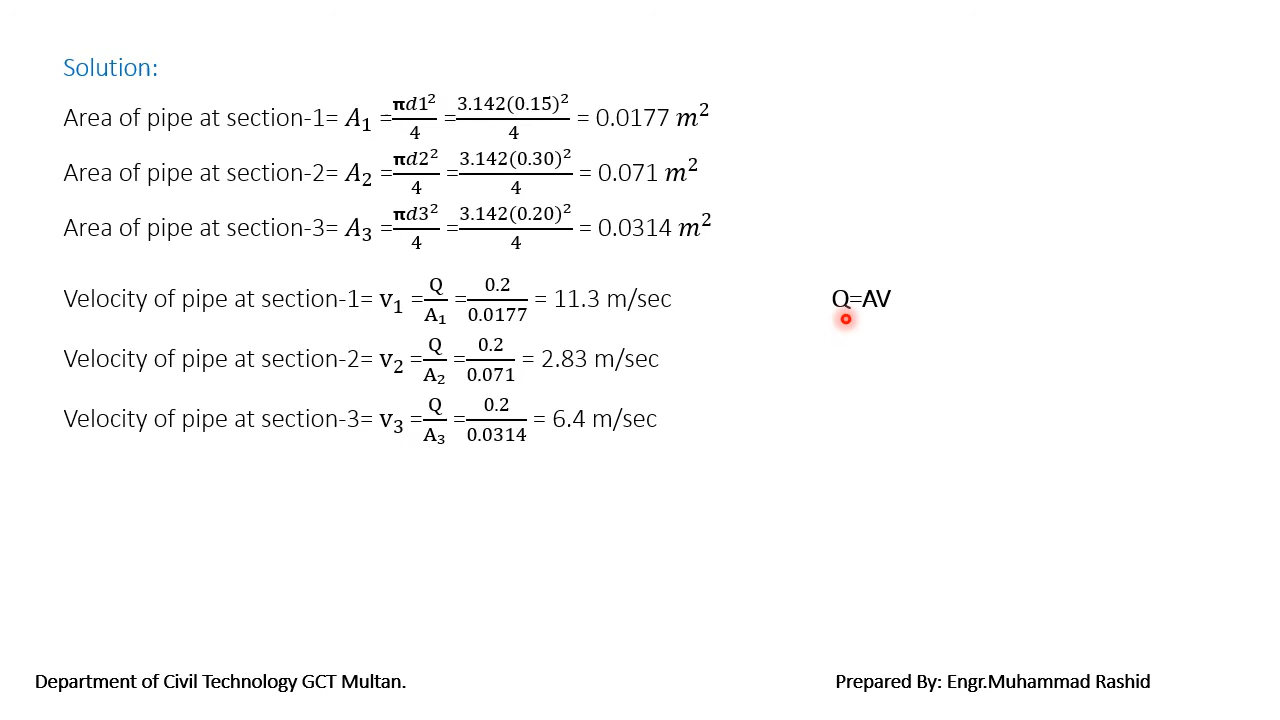 Solution:
Area of pipe at section-1= A₁ =πd1²/4 =3.142(0.15)²/4 = 0.0177 m²
Area of pipe at section-2= A₂ =πd2²/4 =3.142(0.30)²/4 = 0.071 m²
Area of pipe at section-3= A₃ =πd3²/4 =3.142(0.20)²/4 = 0.0314 m²
Velocity of pipe at section-1= v₁ =Q/A₁ =0.2/0.0177 = 11.3 m/sec Q=AV
Velocity of pipe at section-2= v₂ =Q/A₂ =0.2/0.071 = 2.83 m/sec
Velocity of pipe at section-3= v₃ =Q/A₃ =0.2/0.0314 = 6.4 m/sec
Department of Civil Technology GCT Multan. Prepared By: Engr.Muhammad Rashid